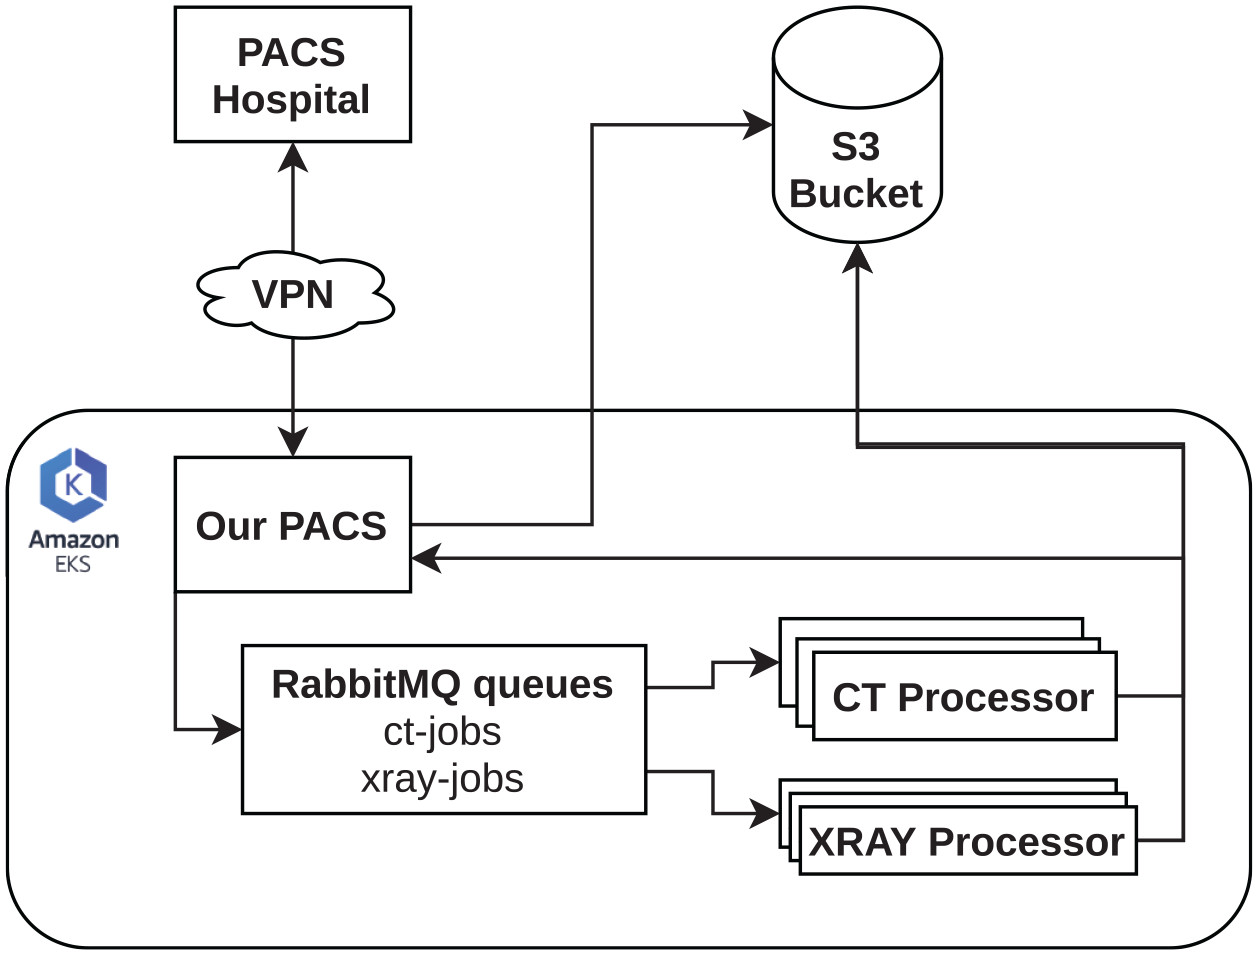 PACS
Hospital
S3
Bucket
VPN
K
Amazon
EKS
Our PACS
RabbitMQ queues
ct-jobs
xray-jobs
CT Processor
XRAY Processor